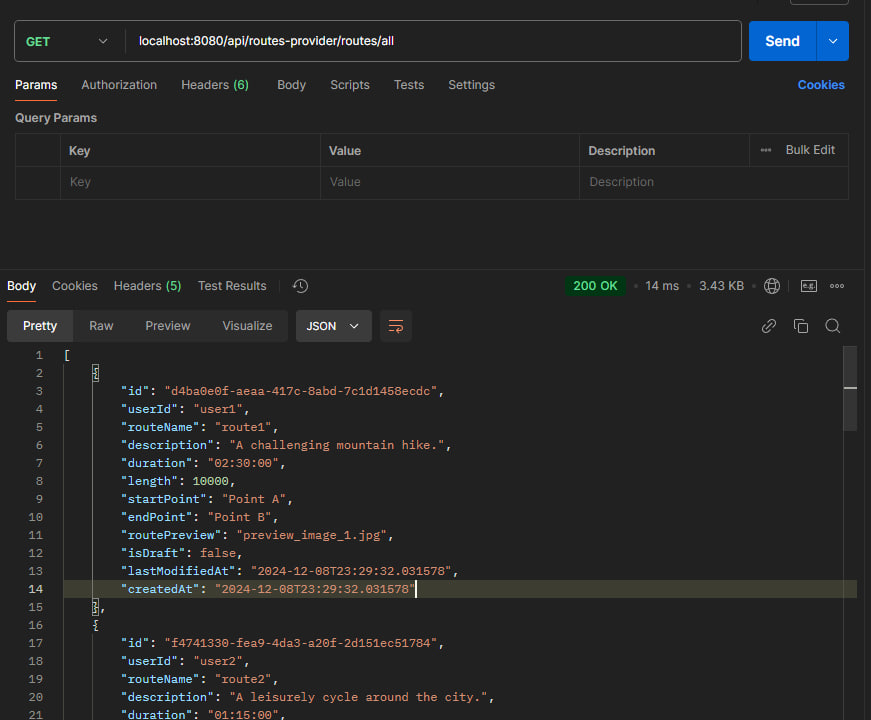 GET localhost:8080/api/routes-provider/routes/all Send
Params Authorization Headers (6) Body Scripts Tests Settings Cookies
Query Params
Key Value Description Bulk Edit
Key Value Description
Body Cookies Headers (5) Test Results 200 OK • 14 ms • 3.43 KB • e.g.
Pretty Raw Preview Visualize JSON
1 [
2 {
3 "id": "d4ba0e0f-aeaa-417c-8abd-7c1d1458ecdc",
4 "userId": "user1",
5 "routeName": "route1",
6 "description": "A challenging mountain hike.",
7 "duration": "02:30:00",
8 "length": 10000,
9 "startPoint": "Point A",
10 "endPoint": "Point B",
11 "routePreview": "preview_image_1.jpg",
12 "isDraft": false,
13 "lastModifiedAt": "2024-12-08T23:29:32.031578",
14 "createdAt": "2024-12-08T23:29:32.031578"
15 },
16 {
17 "id": "f4741330-fea9-4da3-a20f-2d151ec51784",
18 "userId": "user2",
19 "routeName": "route2",
20 "description": "A leisurely cycle around the city.",
21 "duration": "01:15:00",